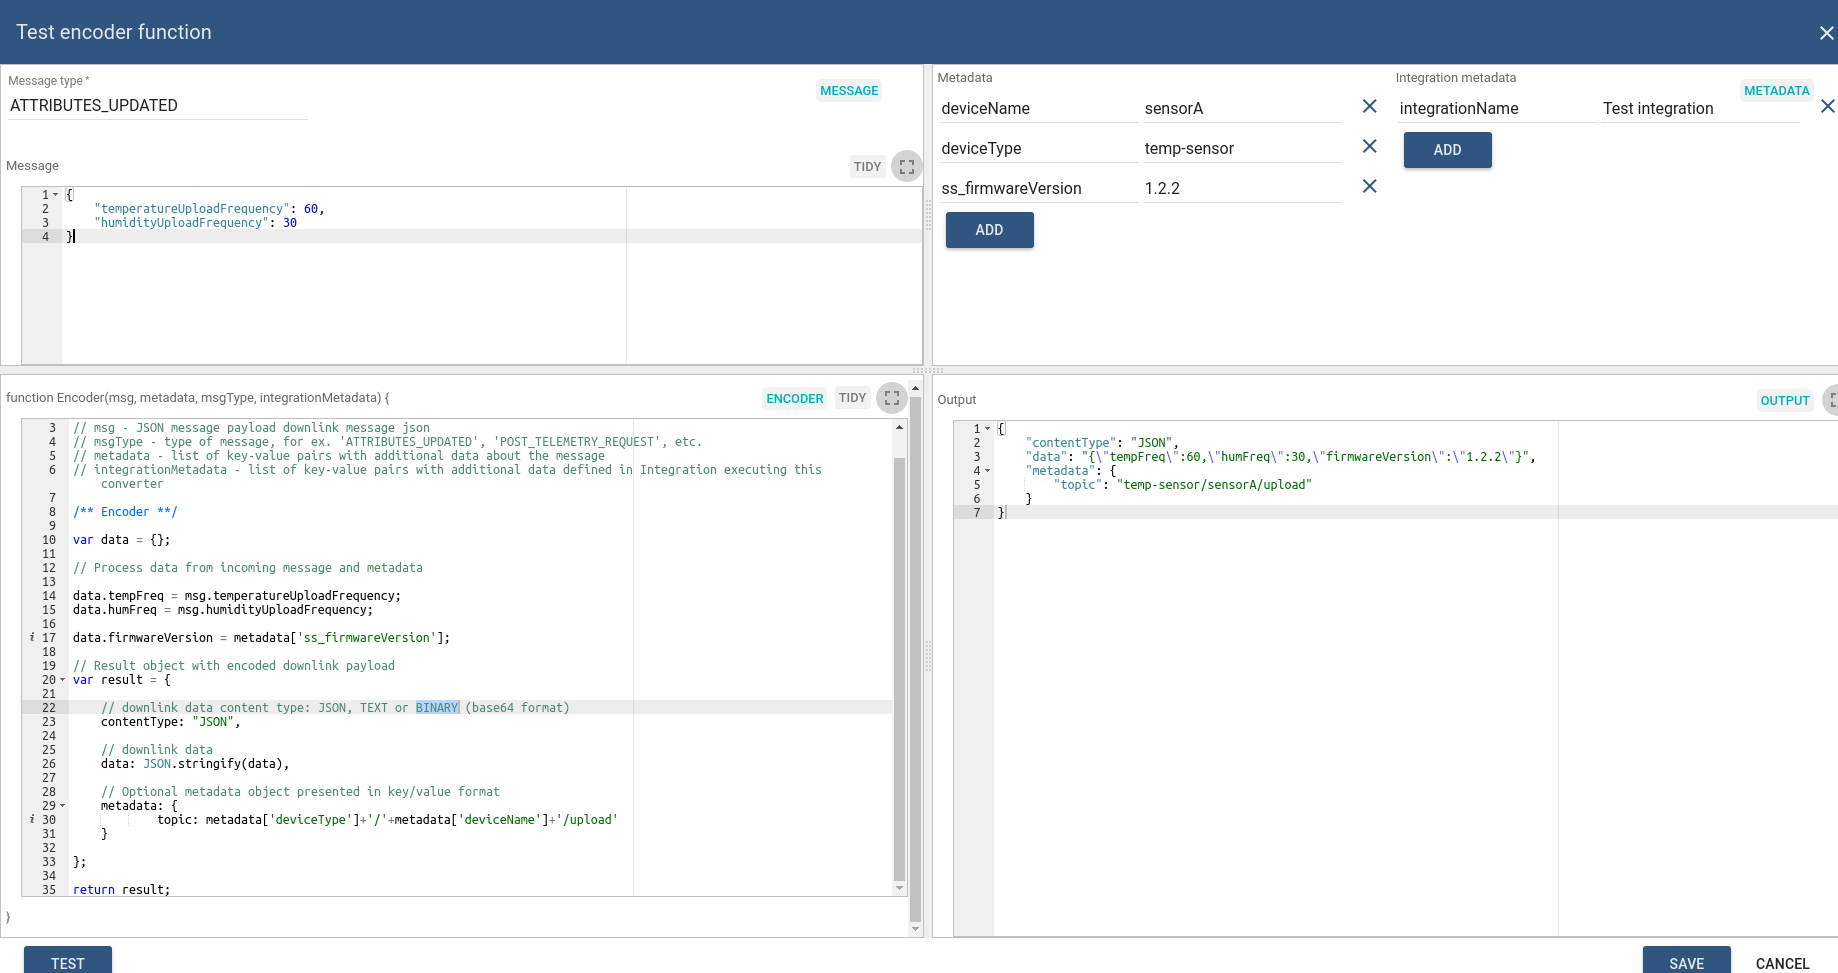 Test encoder function
Message type *
ATTRIBUTES_UPDATED
MESSAGE
Message
TIDY
1 {
2 "temperatureUploadFrequency": 60,
3 "humidityUploadFrequency": 30
4 }
Metadata
deviceName sensorA
deviceType temp-sensor
ss_firmwareVersion 1.2.2
ADD
Integration metadata
METADATA
integrationName Test integration
ADD
function Encoder(msg, metadata, msgType, integrationMetadata) {
ENCODER TIDY
3 // msg - JSON message payload downlink message json
4 // msgType - type of message, for ex. 'ATTRIBUTES_UPDATED', 'POST_TELEMETRY_REQUEST', etc.
5 // metadata - list of key-value pairs with additional data about the message
6 // integrationMetadata - list of key-value pairs with additional data defined in Integration executing this
converter
7
8 /** Encoder **/
9
10 var data = {};
11
12 // Process data from incoming message and metadata
13
14 data.tempFreq = msg.temperatureUploadFrequency;
15 data.humFreq = msg.humidityUploadFrequency;
16
i 17 data.firmwareVersion = metadata['ss_firmwareVersion'];
18
19 // Result object with encoded downlink payload
20 var result = {
21
22 // downlink data content type: JSON, TEXT or BINARY (base64 format)
23 contentType: "JSON",
24
25 // downlink data
26 data: JSON.stringify(data),
27
28 // Optional metadata object presented in key/value format
29 metadata: {
i 30 topic: metadata['deviceType']+'/'+metadata['deviceName']+'/upload'
31 }
32
33 };
34
35 return result;
}
Output
OUTPUT
1 {
2 "contentType": "JSON",
3 "data": "{\"tempFreq\":60,\"humFreq\":30,\"firmwareVersion\":\"1.2.2\"}",
4 "metadata": {
5 "topic": "temp-sensor/sensorA/upload"
6 }
7 }
TEST
SAVE CANCEL